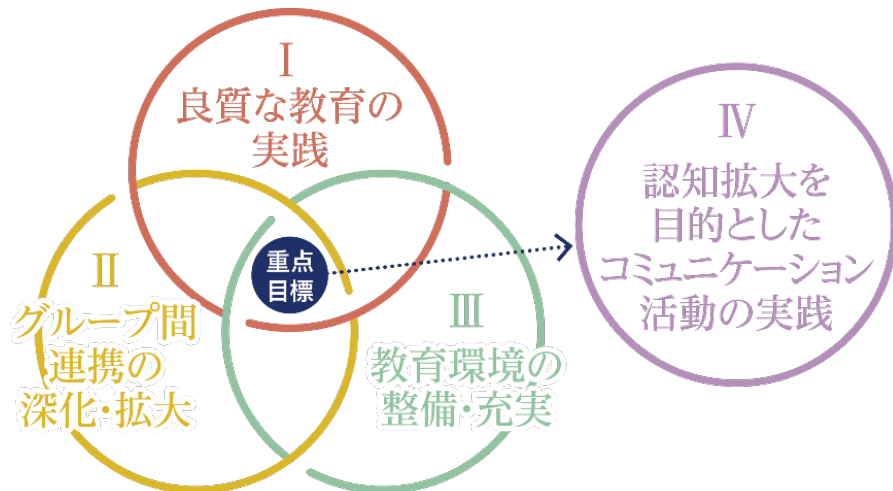 Ⅰ
良質な教育の
実践
Ⅱ
グループ間
連携の
深化・拡大
重点
目標
Ⅲ
教育環境の
整備・充実
Ⅳ
認知拡大を
目的とした
コミュニケーション
活動の実践